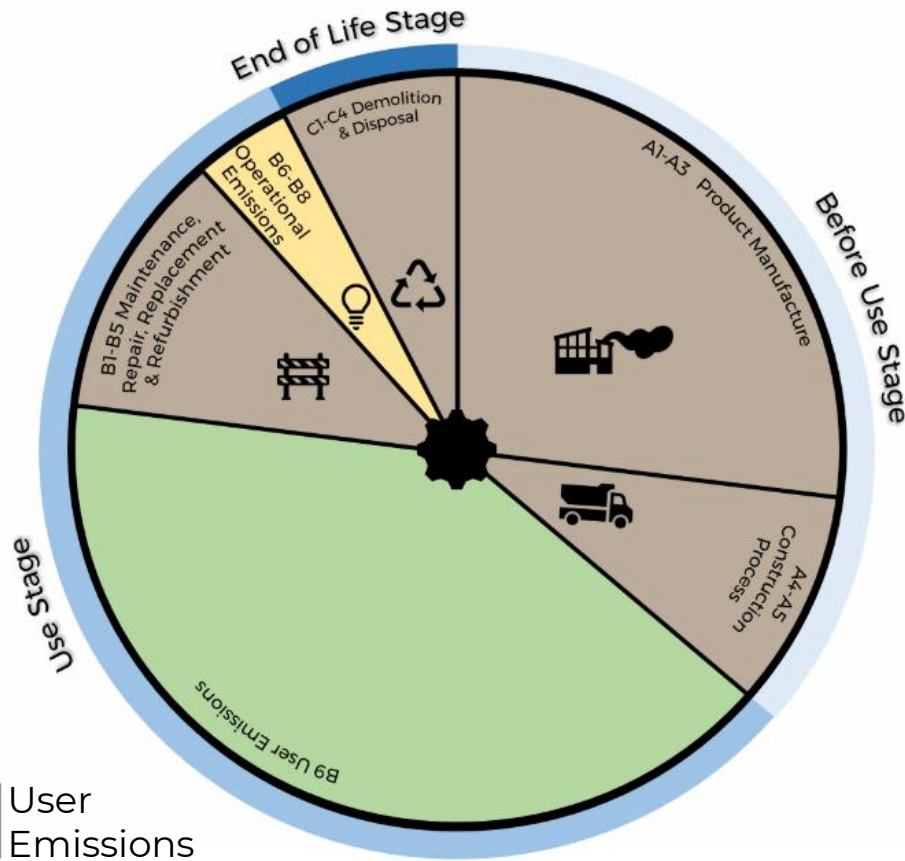 End of Life Stage
C1-C4 Demolition
& Disposal
B6-B8
Operational
Emissions
A1-A3 Product Manufacture
Before Use Stage
B1-B5 Maintenance,
Repair, Replacement
& Refurbishment
A4-A5
Construction
Process
Use Stage
B9 User Emissions
User
Emissions